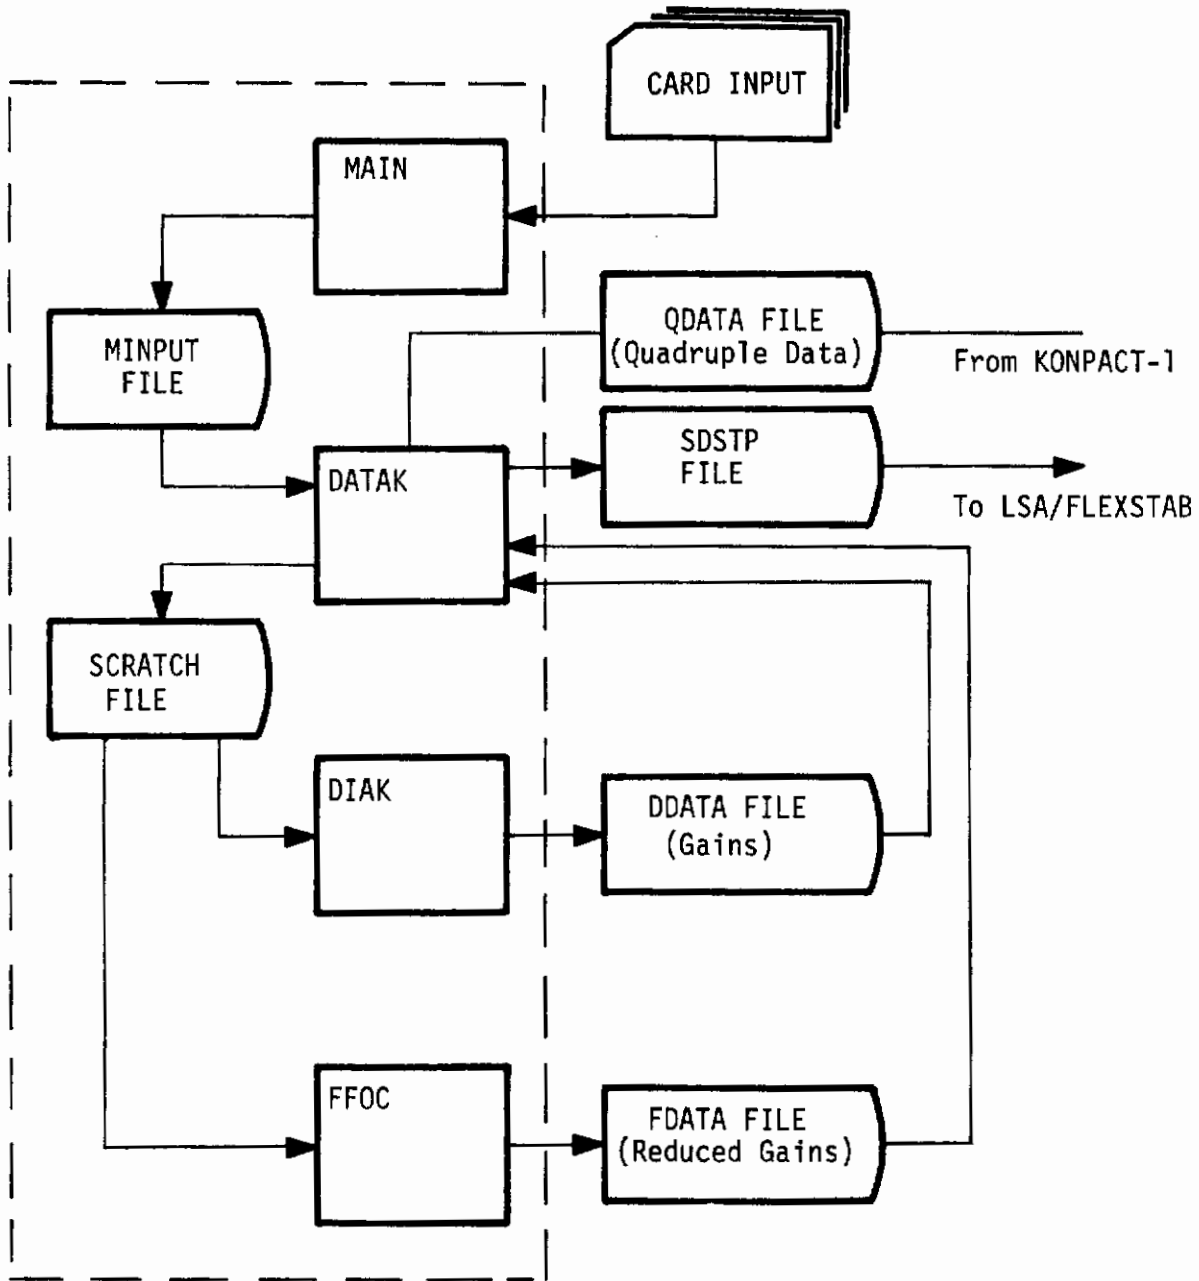 CARD INPUT
MAIN
MINPUT
FILE
QDATA FILE
(Quadruple Data)
From KONPACT-1
DATAK
SDSTP
FILE
To LSA/FLEXSTAB
SCRATCH
FILE
DIAK
DDATA FILE
(Gains)
FFOC
FDATA FILE
(Reduced Gains)